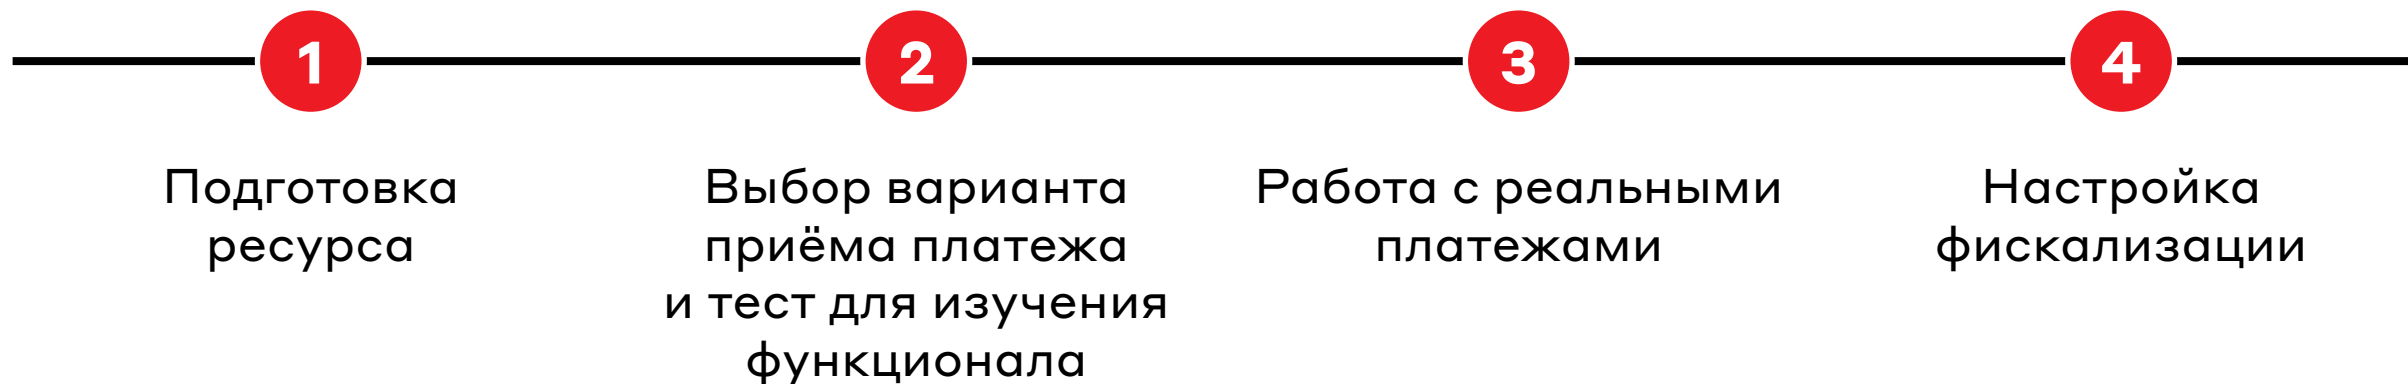 1
Подготовка
ресурса
2
Выбор варианта
приёма платежа
и тест для изучения
функционала
3
Работа с реальными
платежами
4
Настройка
фискализации